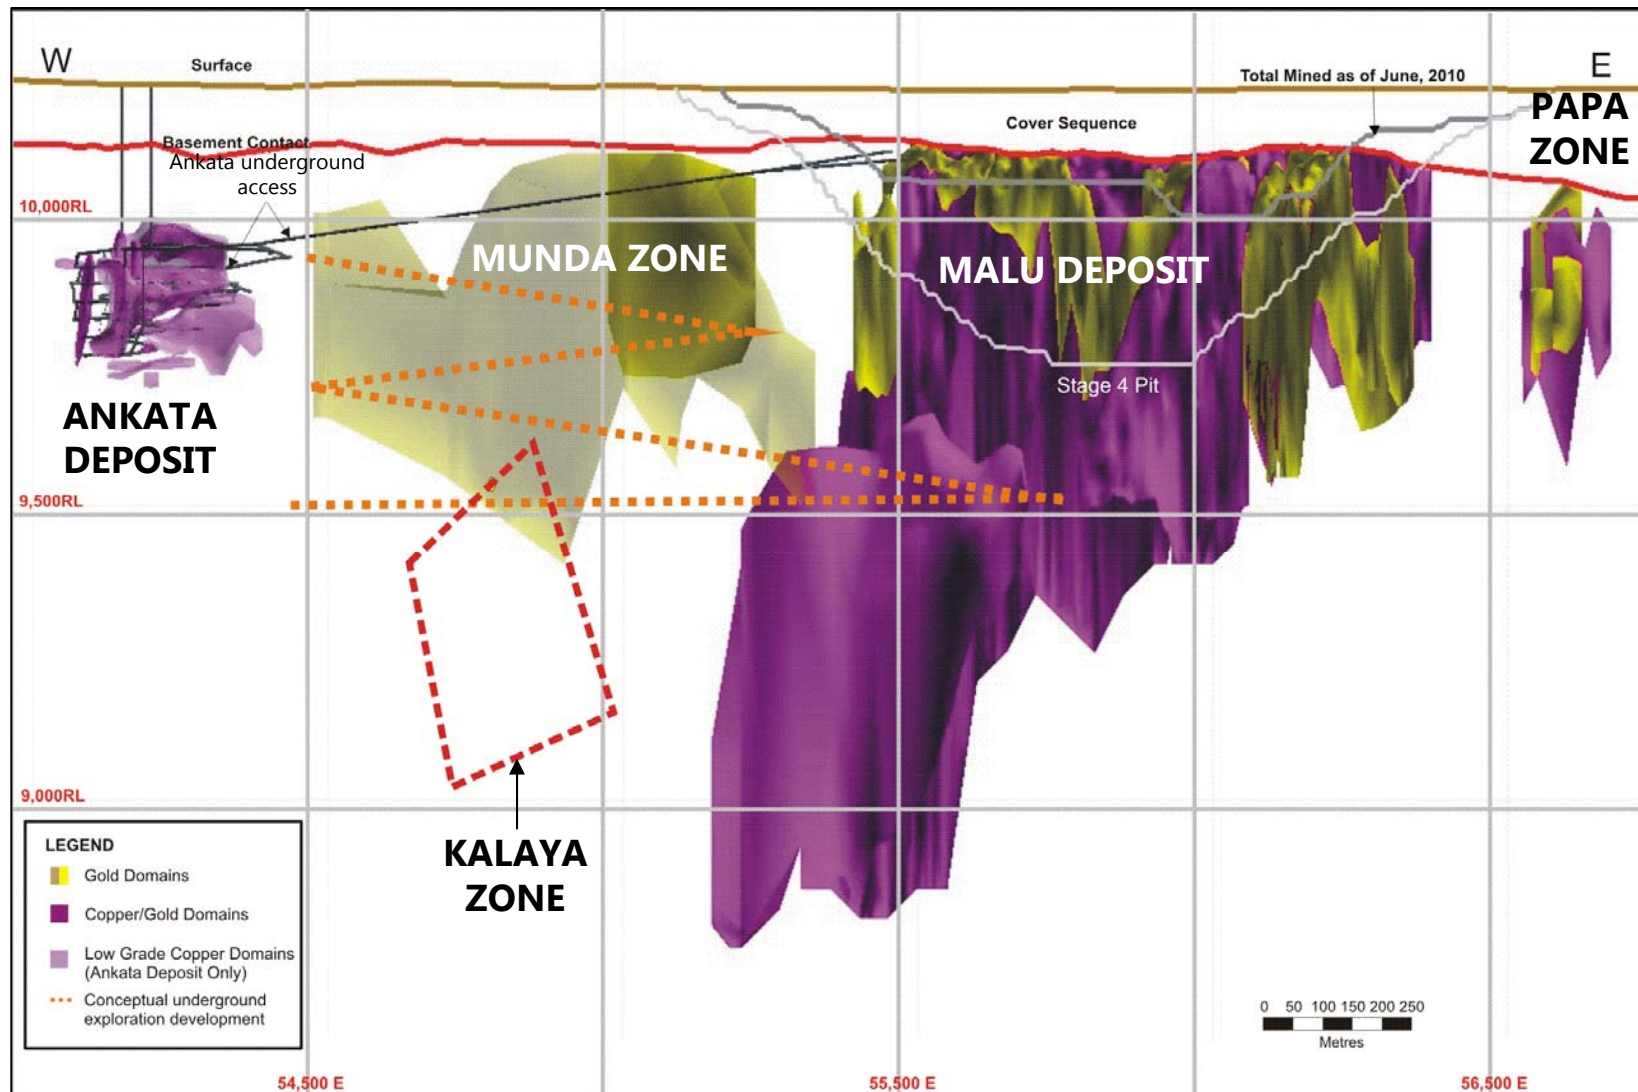 W
Surface
Total Mined as of June, 2010
E
PAPA
ZONE
Cover Sequence
Basement Contact
Ankata underground
access
10,000RL
MUNDA ZONE
MALU DEPOSIT
Stage 4 Pit
ANKATA
DEPOSIT
9,500RL
9,000RL
KALAYA
ZONE
LEGEND
Gold Domains
Copper/Gold Domains
Low Grade Copper Domains
(Ankata Deposit Only)
Conceptual underground
exploration development
0 50 100 150 200 250
Metres
54,500 E
55,500 E
56,500 E